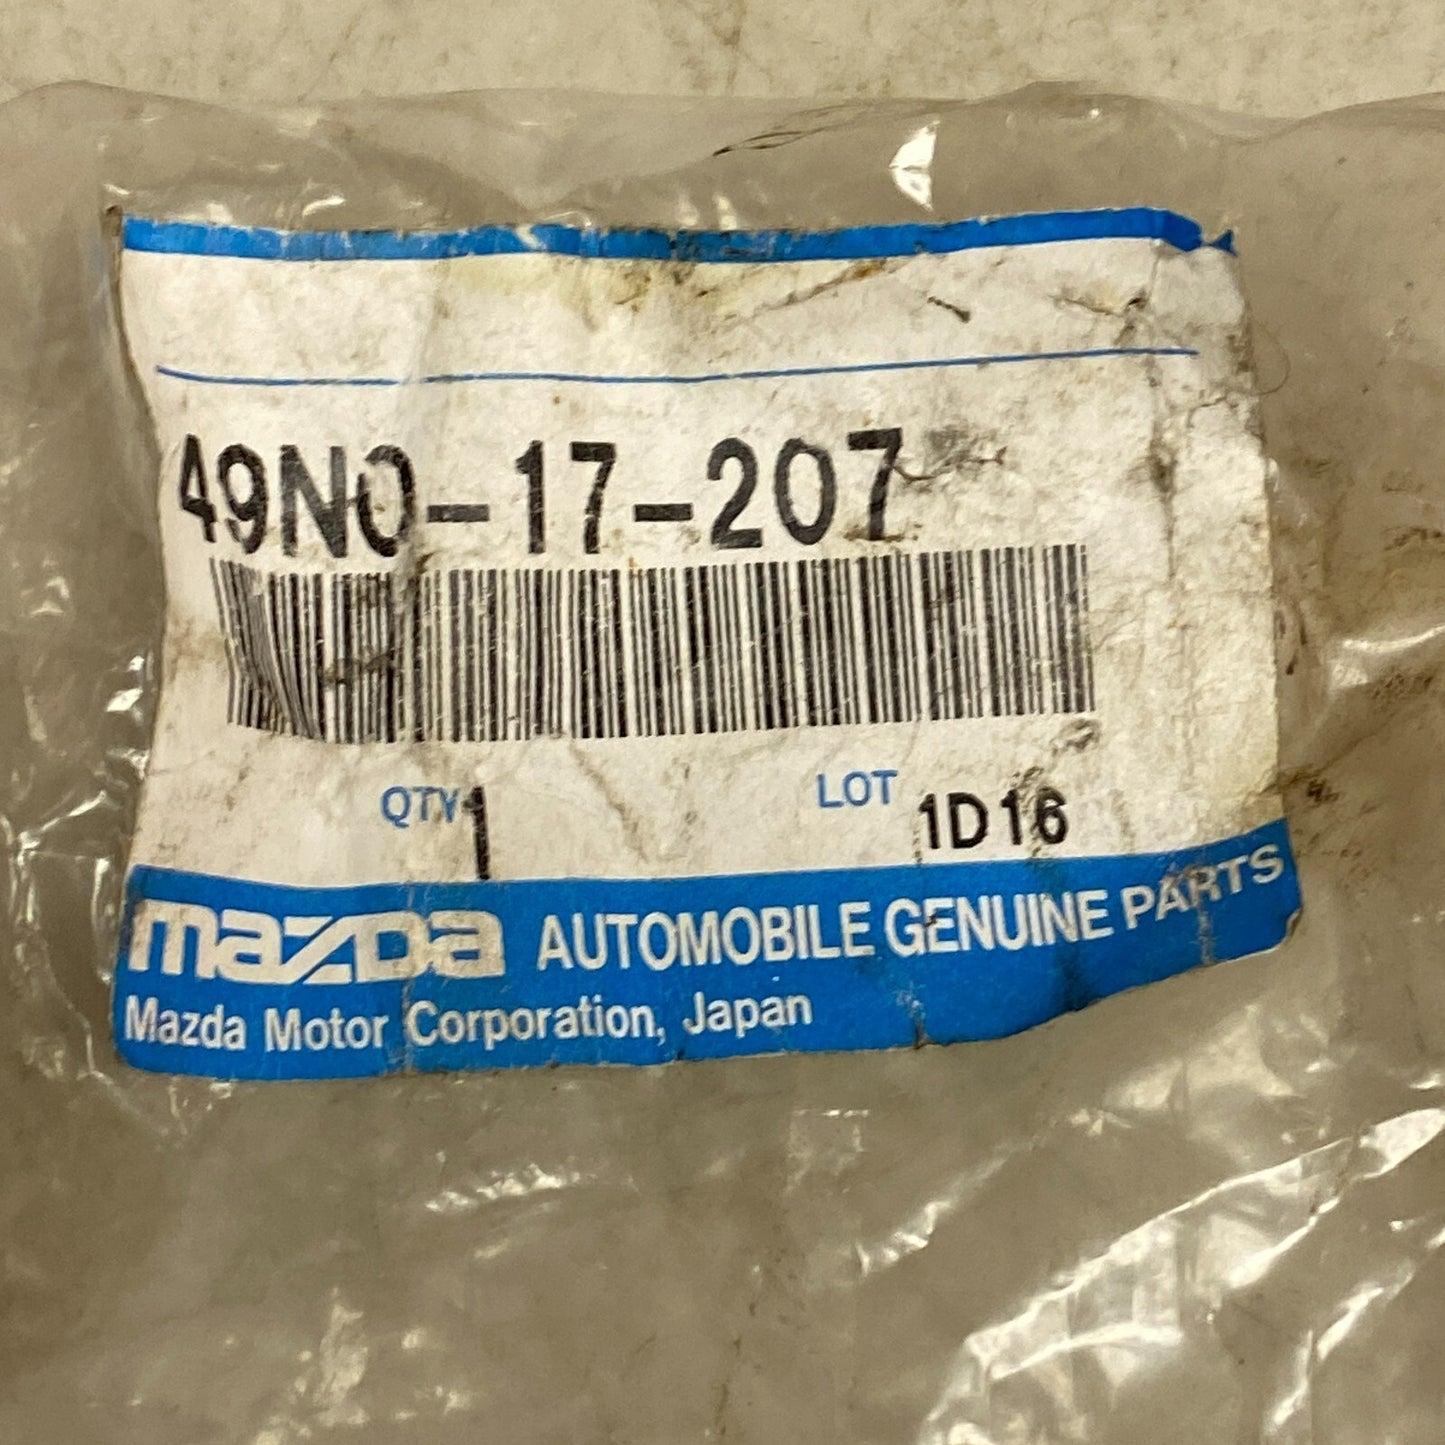 49N0-17-207
QTY 1 LOT 1D16
mazda AUTOMOBILE GENUINE PARTS
Mazda Motor Corporation, Japan